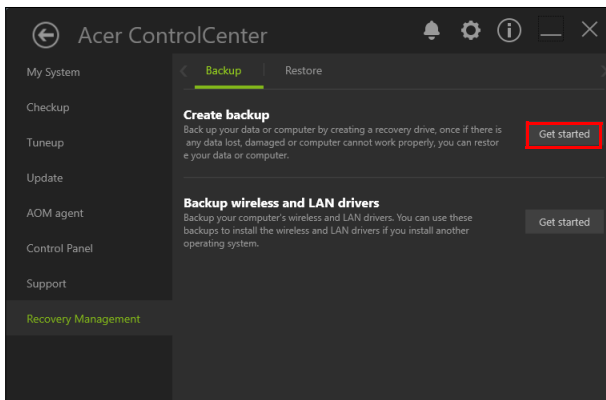 Acer ControlCenter
My System
Checkup
Tuneup
Update
AOM agent
Control Panel
Support
Recovery Management
Backup
Restore
Create backup
Back up your data or computer by creating a recovery drive, once if there is
any data lost, damaged or computer cannot work properly, you can restor
e your data or computer.
Get started
Backup wireless and LAN drivers
Backup your computer's wireless and LAN drivers. You can use these
backups to install the wireless and LAN drivers if you install another
operating system.
Get started